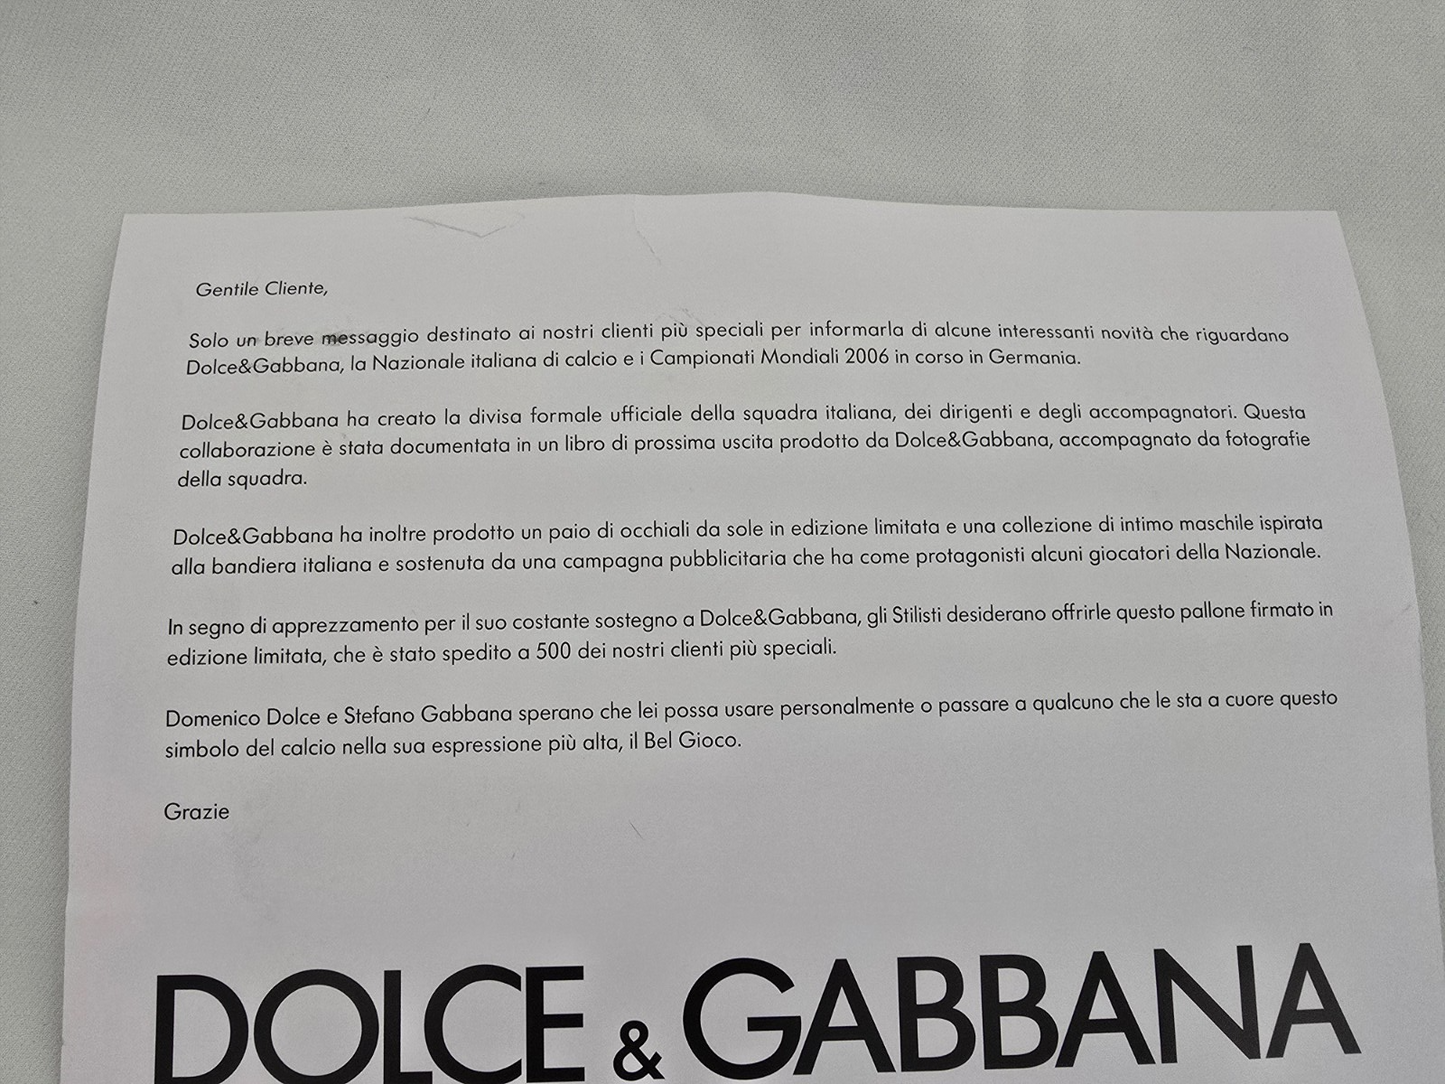 Gentile Cliente,
Solo un breve messaggio destinato ai nostri clienti più speciali per informarla di alcune interessanti novità che riguardano
Dolce&Gabbana, la Nazionale italiana di calcio e i Campionati Mondiali 2006 in corso in Germania.
Dolce&Gabbana ha creato la divisa formale ufficiale della squadra italiana, dei dirigenti e degli accompagnatori. Questa
collaborazione è stata documentata in un libro di prossima uscita prodotto da Dolce&Gabbana, accompagnato da fotografie
della squadra.
Dolce&Gabbana ha inoltre prodotto un paio di occhiali da sole in edizione limitata e una collezione di intimo maschile ispirata
alla bandiera italiana e sostenuta da una campagna pubblicitaria che ha come protagonisti alcuni giocatori della Nazionale.
In segno di apprezzamento per il suo costante sostegno a Dolce&Gabbana, gli Stilisti desiderano offrirle questo pallone firmato in
edizione limitata, che è stato spedito a 500 dei nostri clienti più speciali.
Domenico Dolce e Stefano Gabbana sperano che lei possa usare personalmente o passare a qualcuno che le sta a cuore questo
simbolo del calcio nella sua espressione più alta, il Bel Gioco.
Grazie
DOLCE & GABBANA